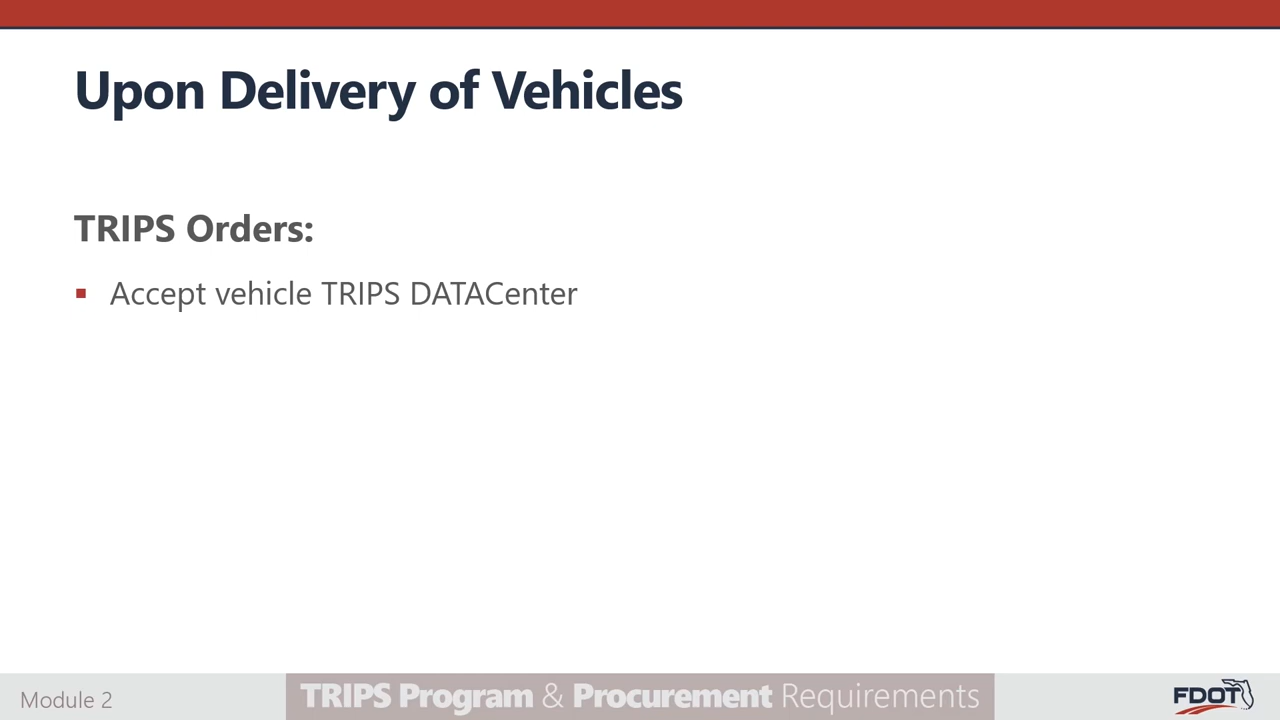 Upon Delivery of Vehicles
TRIPS Orders:
▪ Accept vehicle TRIPS DATACenter
Module 2
TRIPS Program & Procurement Requirements
FDOT